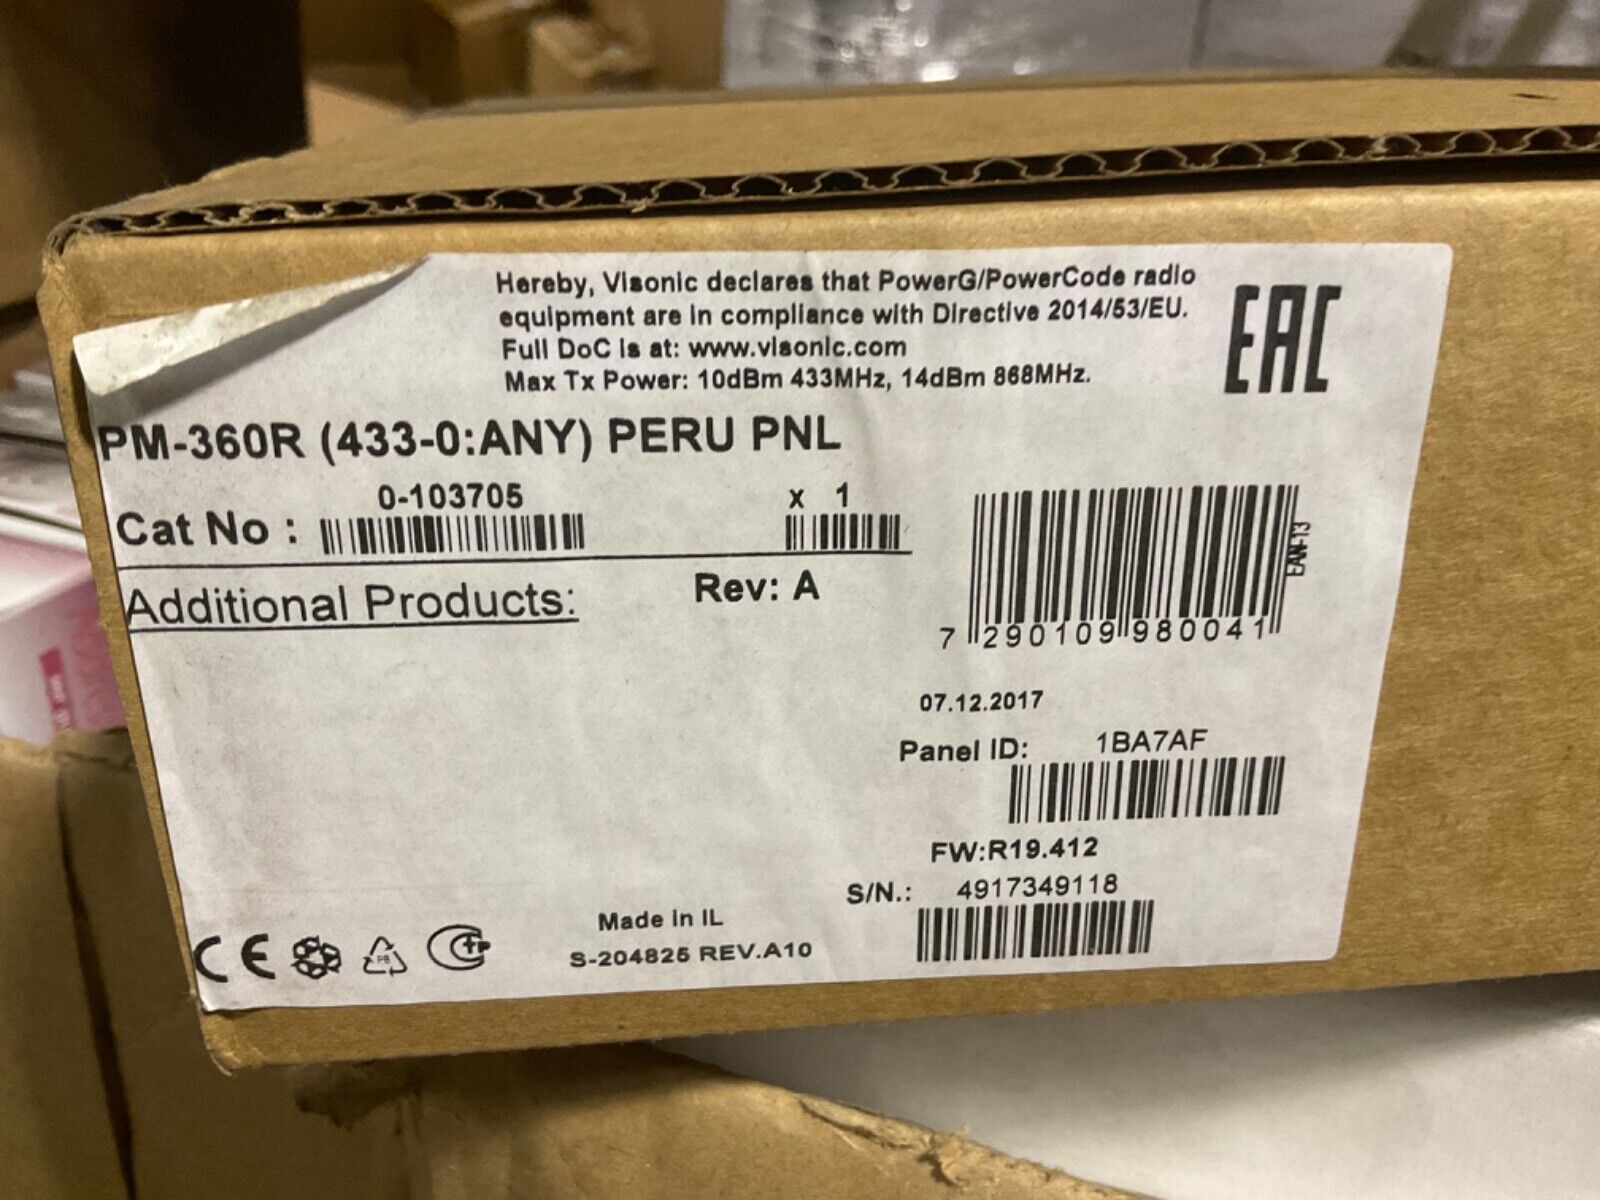 Hereby, Visonic declares that PowerG/PowerCode radio
equipment are in compliance with Directive 2014/53/EU.
Full DoC is at: www.visonic.com
Max Tx Power: 10dBm 433MHz, 14dBm 868MHz.
EAC
PM-360R (433-0:ANY) PERU PNL
0-103705
x 1
Cat No :
Additional Products:
Rev: A
EAN-13
7 290109 980041
07.12.2017
Panel ID: 1BA7AF
FW:R19.412
S/N.: 4917349118
Made in IL
S-204825 REV.A10
CE
PB